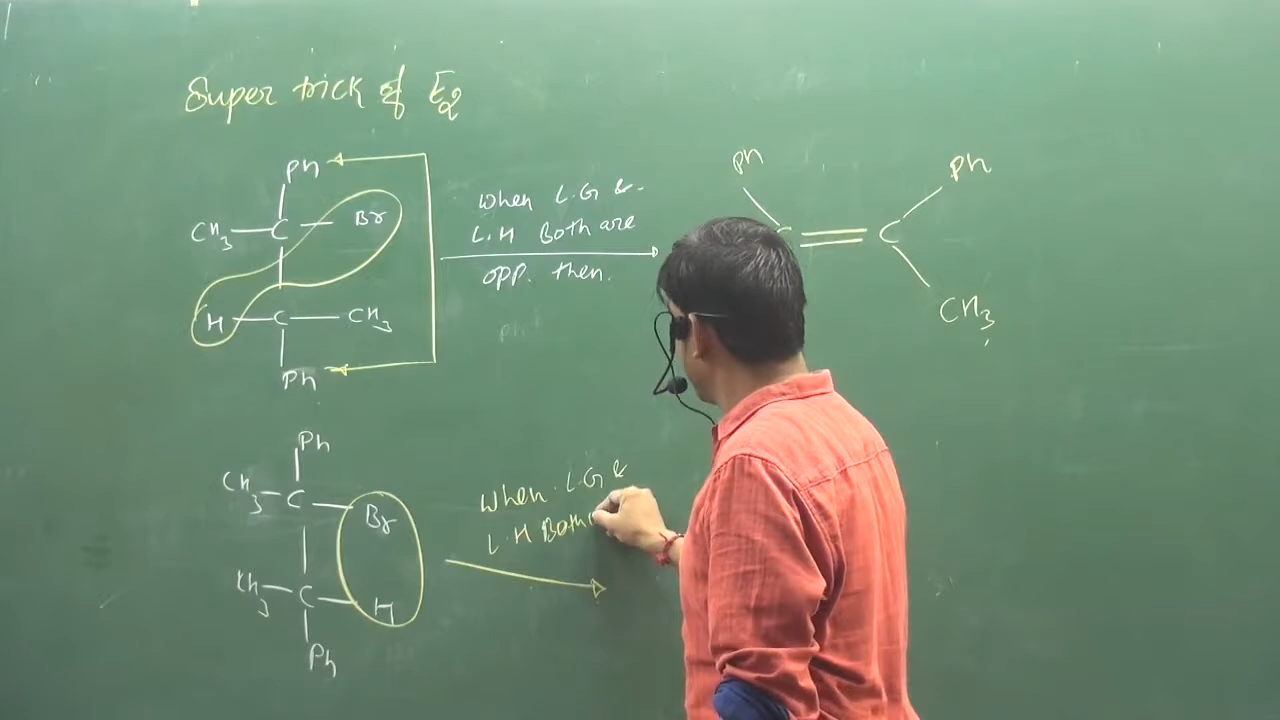 Super trick of E2
Ph
CH3 C Br
H C CH3
Ph
When L.G &
L.H Both are
opp. then.
Ph Ph
C C
CH3
Ph
CH3 C Br
CH3 C H
Ph
When L.G &
L.H Both